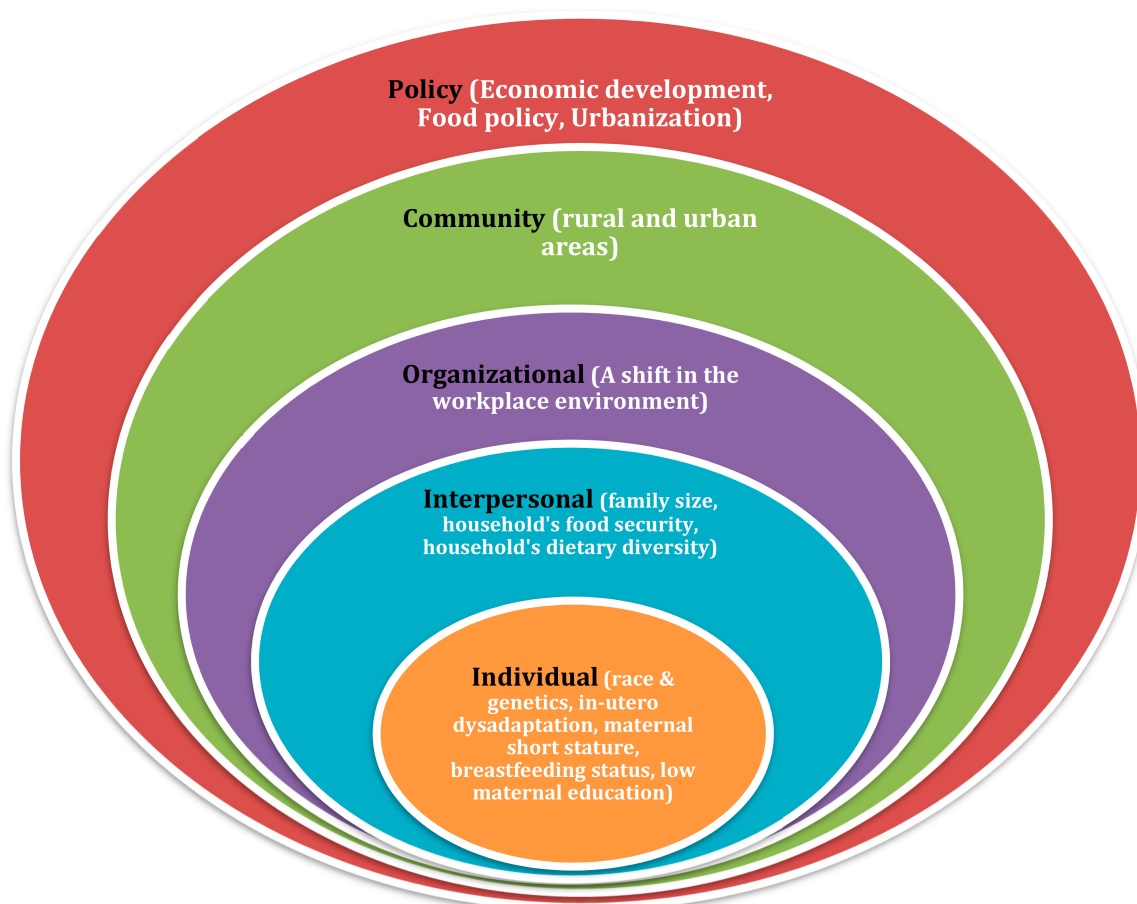 Policy (Economic development,
Food policy, Urbanization)
Community (rural and urban
areas)
Organizational (A shift in the
workplace environment)
Interpersonal (family size,
household's food security,
household's dietary diversity)
Individual (race &
genetics, in-utero
dysadaptation, maternal
short stature,
breastfeeding status, low
maternal education)